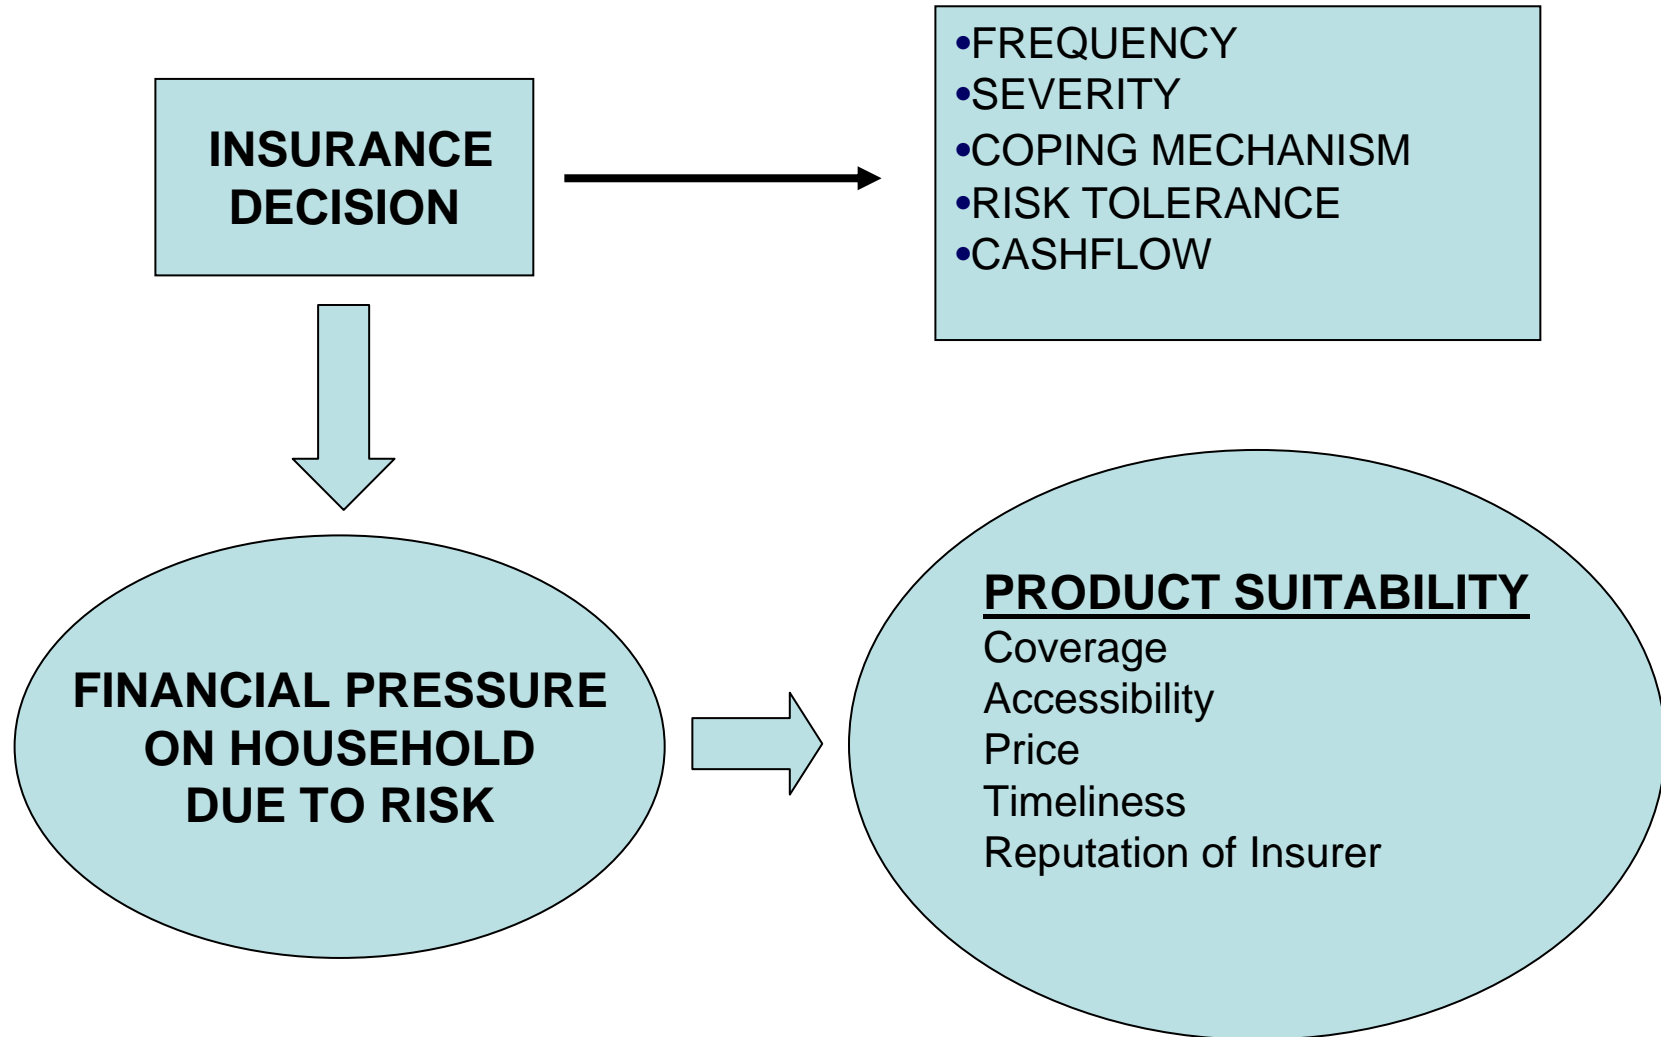 INSURANCE
DECISION
•FREQUENCY
•SEVERITY
•COPING MECHANISM
•RISK TOLERANCE
•CASHFLOW
FINANCIAL PRESSURE
ON HOUSEHOLD
DUE TO RISK
PRODUCT SUITABILITY
Coverage
Accessibility
Price
Timeliness
Reputation of Insurer